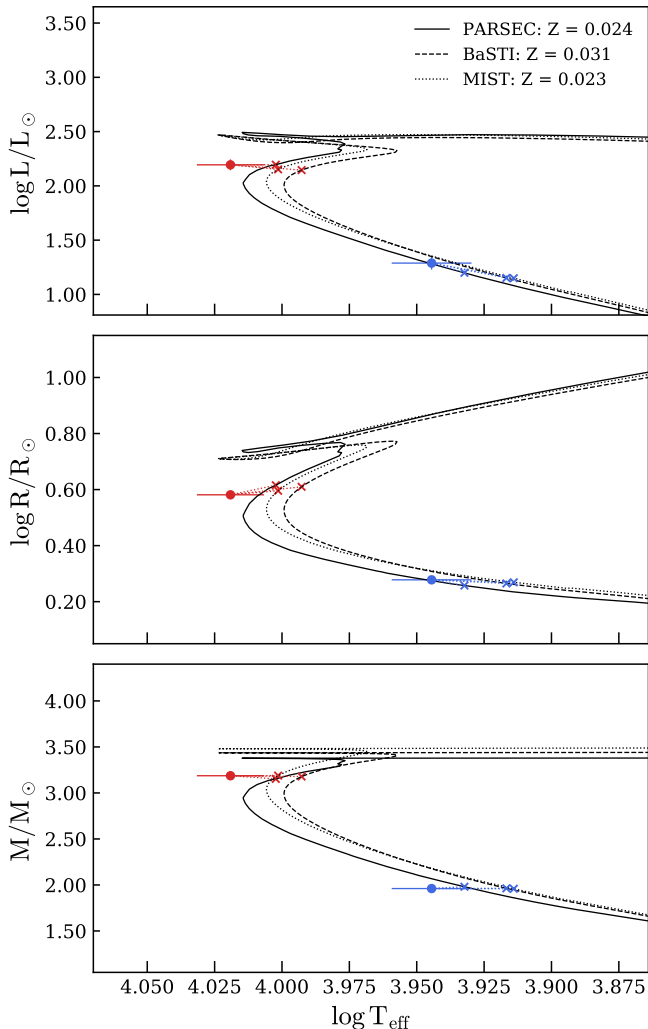 3.50
3.00
2.50
2.00
1.50
1.00
log L/L☉
PARSEC: Z = 0.024
BaSTI: Z = 0.031
MIST: Z = 0.023
1.00
0.80
0.60
0.40
0.20
log R/R☉
4.00
3.50
3.00
2.50
2.00
1.50
M/M☉
4.050 4.025 4.000 3.975 3.950 3.925 3.900 3.875
log Teff